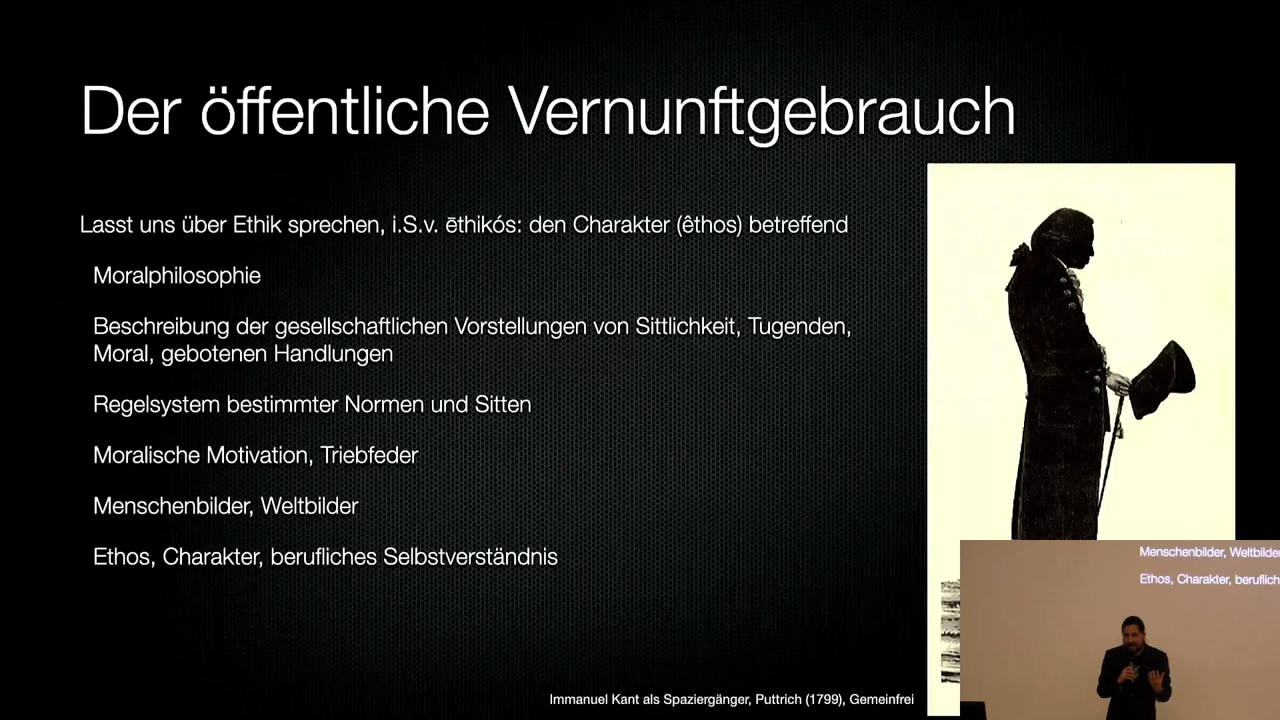 Der öffentliche Vernunftgebrauch
Lasst uns über Ethik sprechen, i.S.v. ēthikós: den Charakter (êthos) betreffend
Moralphilosophie
Beschreibung der gesellschaftlichen Vorstellungen von Sittlichkeit, Tugenden,
Moral, gebotenen Handlungen
Regelsystem bestimmter Normen und Sitten
Moralische Motivation, Triebfeder
Menschenbilder, Weltbilder
Ethos, Charakter, berufliches Selbstverständnis
Immanuel Kant als Spaziergänger, Puttrich (1799), Gemeinfrei
Menschenbilder, Weltbilder
Ethos, Charakter, beruflich